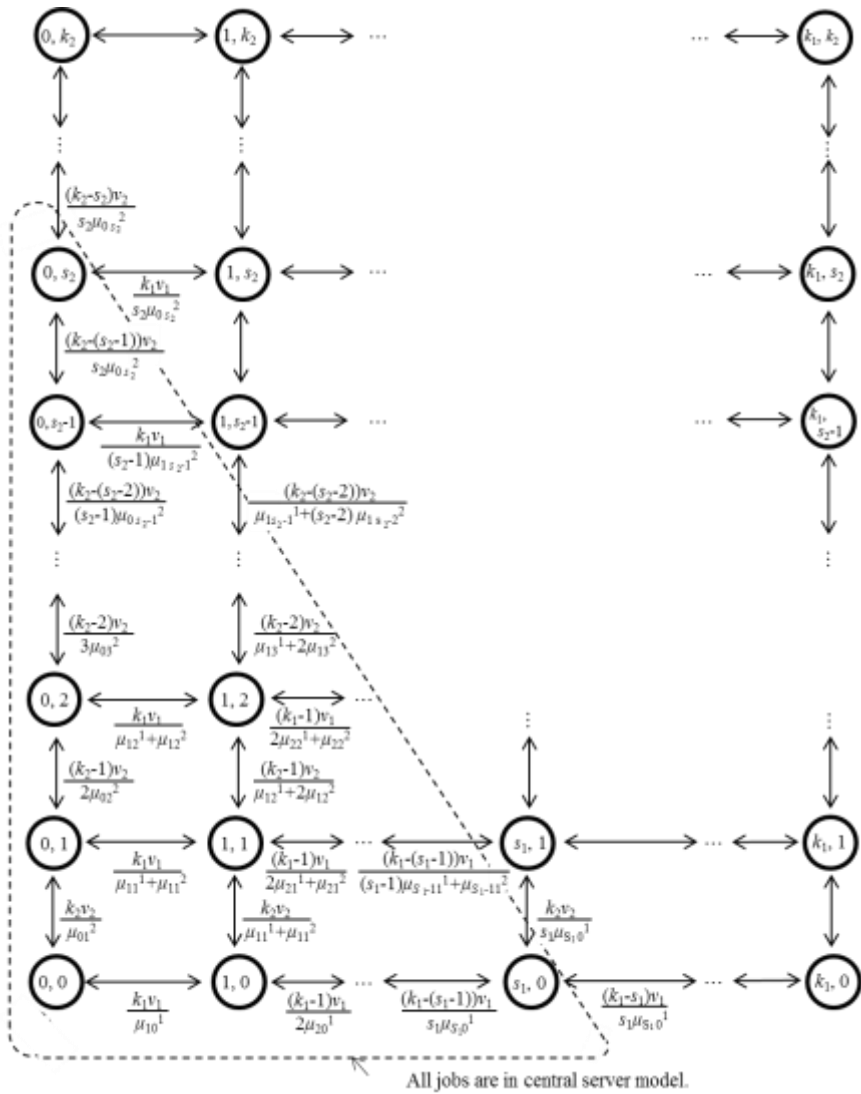 0, k₂ 1, k₂ ... ... k₁, k₂
⋮ ⋮ ⋮
(k₂-s₂)v₂ / s₂μ₀ₛ₂²
0, s₂ 1, s₂ ... ... k₁, s₂
k₁v₁ / s₂μ₀ₛ₂²
(k₂-(s₂-1))v₂ / s₂μ₀ₛ₂²
0, s₂-1 1, s₂-1 ... ... k₁, s₂-1
k₁v₁ / (s₂-1)μ₁ₛ₂₋₁²
(k₂-(s₂-2))v₂ / (s₂-1)μ₀ₛ₂₋₁² (k₂-(s₂-2))v₂ / μ₁ₛ₂₋₁¹+(s₂-2) μ₁ₛ₂₋₂²
⋮ ⋮ ⋮
(k₂-2)v₂ / 3μ₀₃² (k₂-2)v₂ / μ₁₃¹+2μ₁₃²
0, 2 1, 2 ... ⋮ ⋮
k₁v₁ / μ₁₂¹+μ₁₂² (k₁-1)v₁ / 2μ₂₂¹+μ₂₂²
(k₂-1)v₂ / 2μ₀₂² (k₂-1)v₂ / μ₁₂¹+2μ₁₂²
0, 1 1, 1 ... s₁, 1 ... k₁, 1
k₁v₁ / μ₁₁¹+μ₁₁² (k₁-1)v₁ / 2μ₂₁¹+μ₂₁² (k₁-(s₁-1))v₁ / (s₁-1)μₛ₁₋₁₁¹+μₛ₁₋₁₁²
k₂v₂ / μ₀₁² k₂v₂ / μ₁₁¹+μ₁₁² k₂v₂ / s₁μₛ₁₀¹
0, 0 1, 0 ... s₁, 0 ... k₁, 0
k₁v₁ / μ₁₀¹ (k₁-1)v₁ / 2μ₂₀¹ (k₁-(s₁-1))v₁ / s₁μₛ₁₀¹ (k₁-s₁)v₁ / s₁μₛ₁₀¹
All jobs are in central server model.